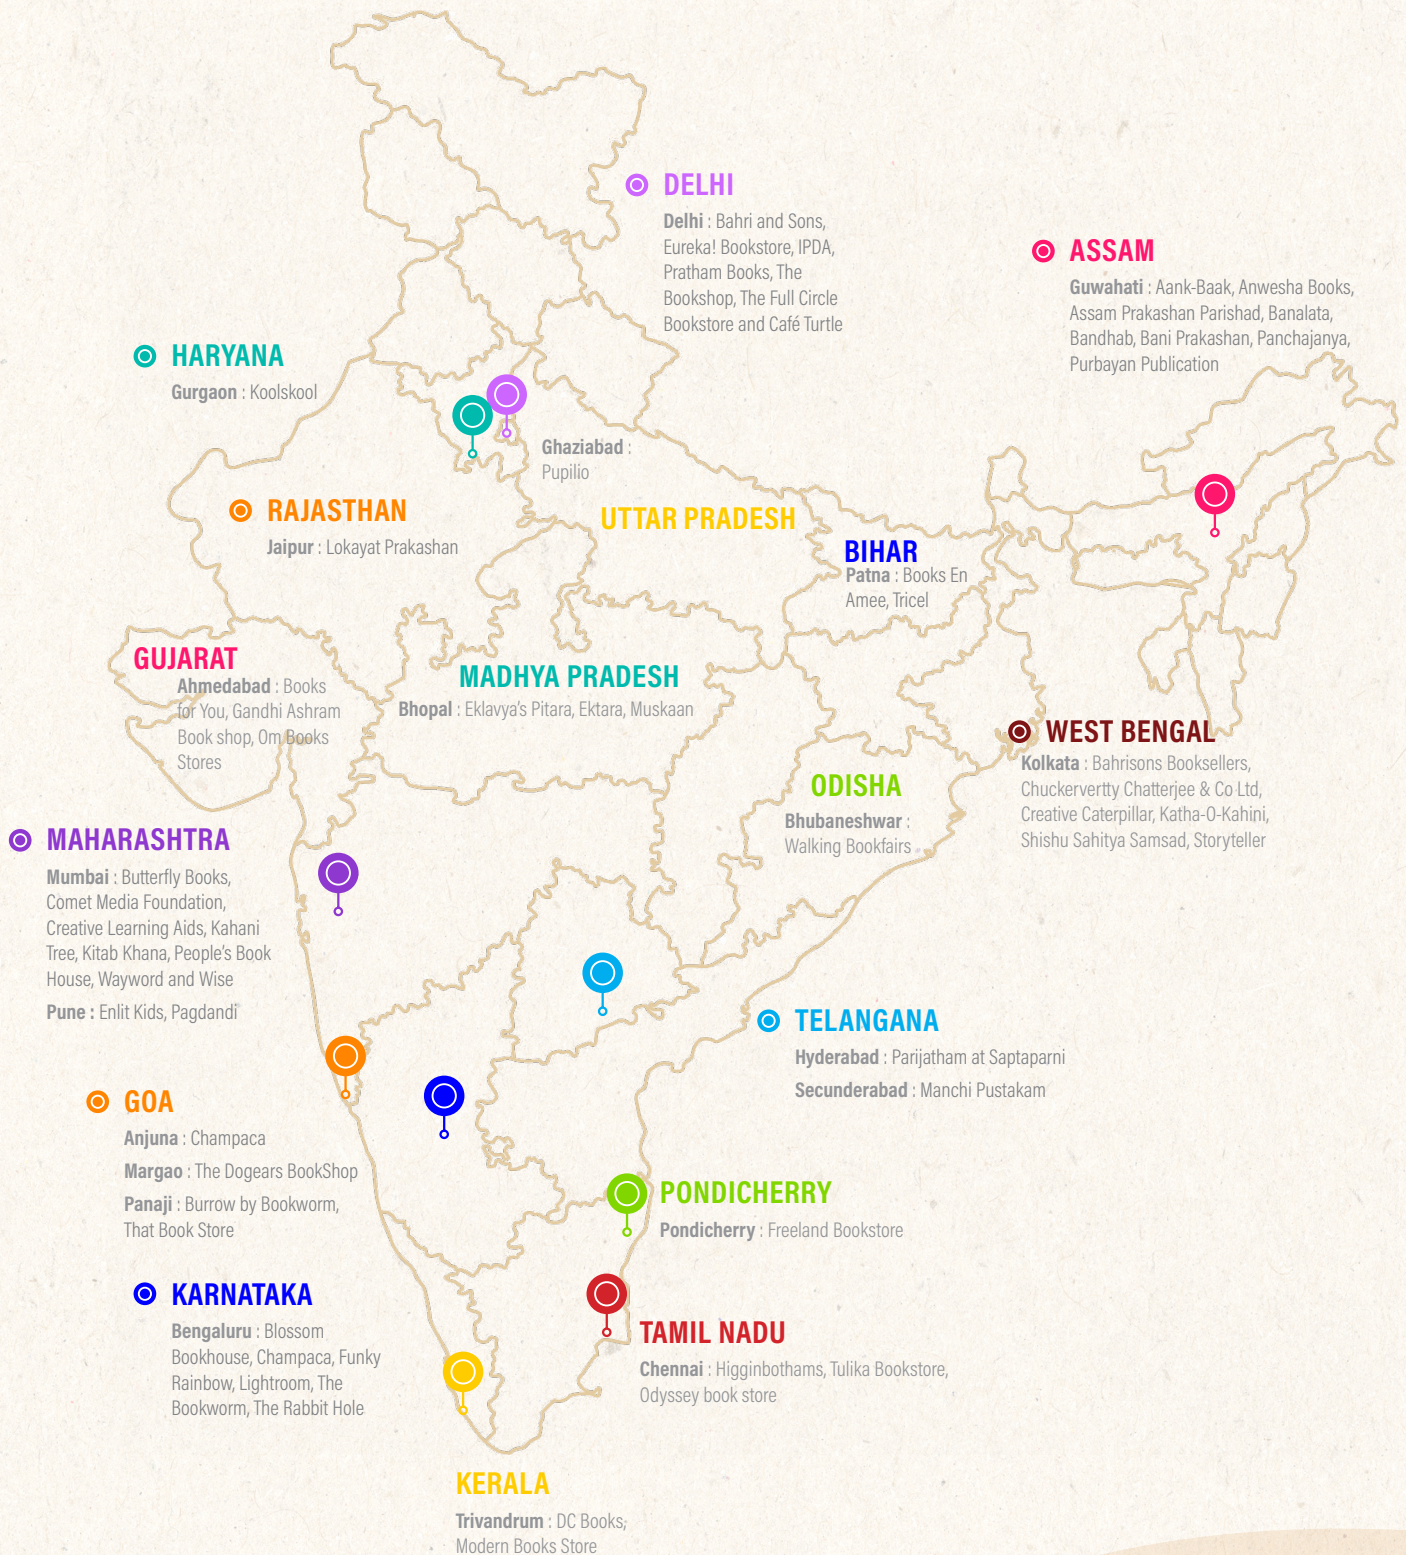 DELHI
Delhi : Bahri and Sons,
Eureka! Bookstore, IPDA,
Pratham Books, The
Bookshop, The Full Circle
Bookstore and Café Turtle
ASSAM
Guwahati : Aank-Baak, Anwesha Books,
Assam Prakashan Parishad, Banalata,
Bandhab, Bani Prakashan, Panchajanya,
Purbayan Publication
HARYANA
Gurgaon : Koolskool
Ghaziabad :
Pupilio
RAJASTHAN
Jaipur : Lokayat Prakashan
UTTAR PRADESH
BIHAR
Patna : Books En
Amee, Tricel
GUJARAT
Ahmedabad : Books
for You, Gandhi Ashram
Book shop, Om Books
Stores
MADHYA PRADESH
Bhopal : Eklavya's Pitara, Ektara, Muskaan
WEST BENGAL
Kolkata : Bahrisons Booksellers,
Chuckervertty Chatterjee & Co Ltd,
Creative Caterpillar, Katha-O-Kahini,
Shishu Sahitya Samsad, Storyteller
ODISHA
Bhubaneshwar :
Walking Bookfairs
MAHARASHTRA
Mumbai : Butterfly Books,
Comet Media Foundation,
Creative Learning Aids, Kahani
Tree, Kitab Khana, People's Book
House, Wayword and Wise
Pune : Enlit Kids, Pagdandi
TELANGANA
Hyderabad : Parijatham at Saptaparni
Secunderabad : Manchi Pustakam
GOA
Anjuna : Champaca
Margao : The Dogears BookShop
Panaji : Burrow by Bookworm,
That Book Store
PONDICHERRY
Pondicherry : Freeland Bookstore
KARNATAKA
Bengaluru : Blossom
Bookhouse, Champaca, Funky
Rainbow, Lightroom, The
Bookworm, The Rabbit Hole
TAMIL NADU
Chennai : Higginbothams, Tulika Bookstore,
Odyssey book store
KERALA
Trivandrum : DC Books,
Modern Books Store